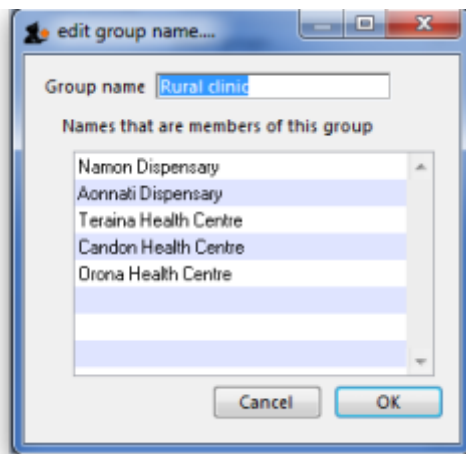 edit group name....
Group name Rural clinic
Names that are members of this group
Namon Dispensary
Aonnati Dispensary
Teraina Health Centre
Candon Health Centre
Orona Health Centre
Cancel OK